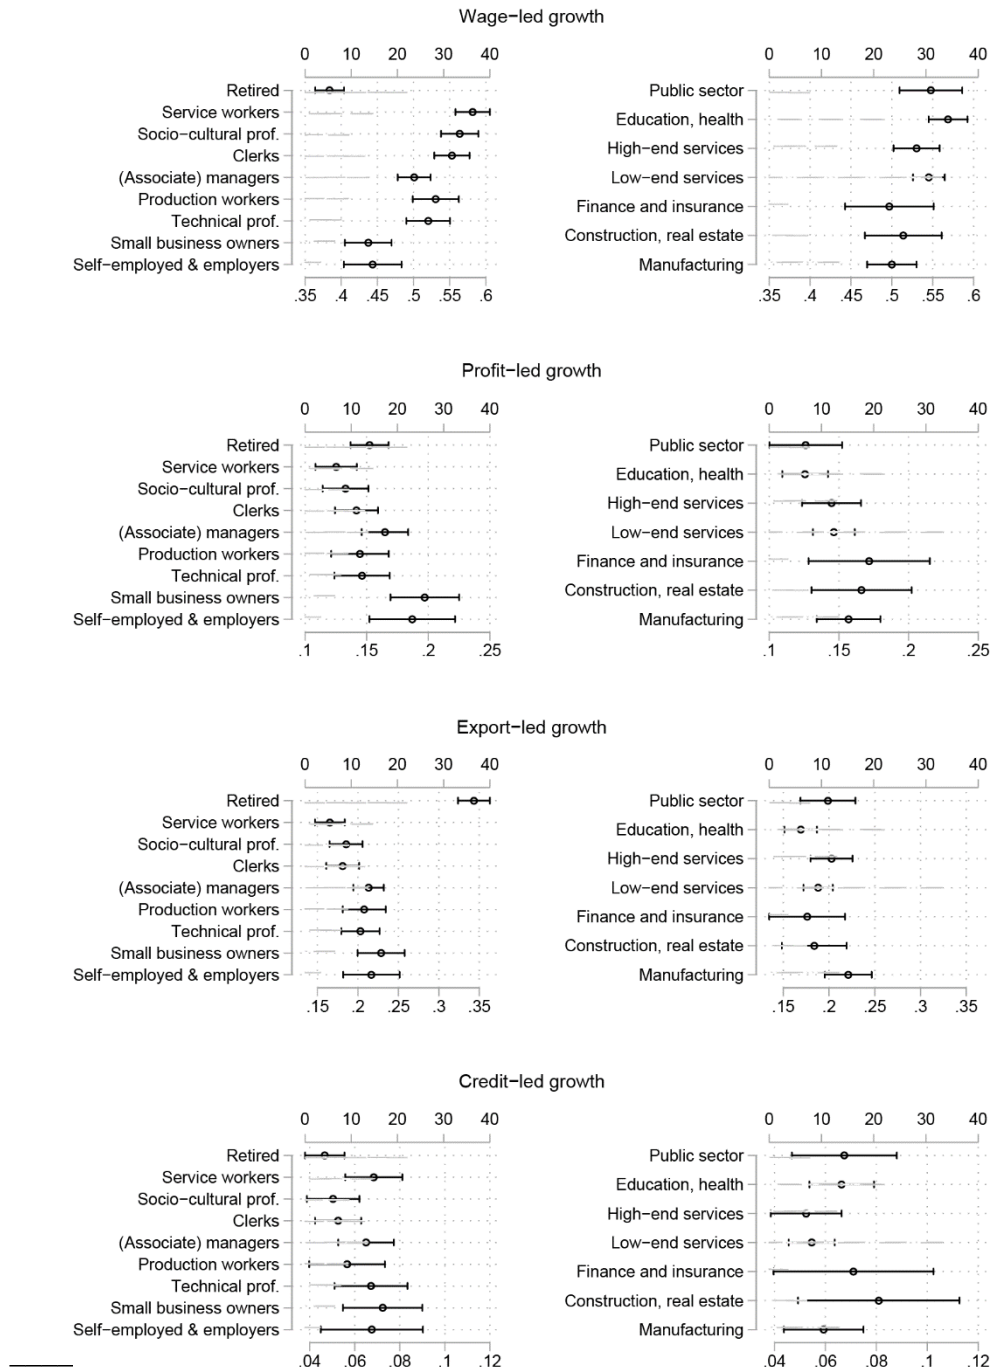 Wage−led growth
0 10 20 30 40
Retired
Service workers
Socio−cultural prof.
Clerks
(Associate) managers
Production workers
Technical prof.
Small business owners
Self−employed & employers
.35 .4 .45 .5 .55 .6
0 10 20 30 40
Public sector
Education, health
High−end services
Low−end services
Finance and insurance
Construction, real estate
Manufacturing
.35 .4 .45 .5 .55 .6
Profit−led growth
0 10 20 30 40
Retired
Service workers
Socio−cultural prof.
Clerks
(Associate) managers
Production workers
Technical prof.
Small business owners
Self−employed & employers
.1 .15 .2 .25
0 10 20 30 40
Public sector
Education, health
High−end services
Low−end services
Finance and insurance
Construction, real estate
Manufacturing
.1 .15 .2 .25
Export−led growth
0 10 20 30 40
Retired
Service workers
Socio−cultural prof.
Clerks
(Associate) managers
Production workers
Technical prof.
Small business owners
Self−employed & employers
.15 .2 .25 .3 .35
0 10 20 30 40
Public sector
Education, health
High−end services
Low−end services
Finance and insurance
Construction, real estate
Manufacturing
.15 .2 .25 .3 .35
Credit−led growth
0 10 20 30 40
Retired
Service workers
Socio−cultural prof.
Clerks
(Associate) managers
Production workers
Technical prof.
Small business owners
Self−employed & employers
.04 .06 .08 .1 .12
0 10 20 30 40
Public sector
Education, health
High−end services
Low−end services
Finance and insurance
Construction, real estate
Manufacturing
.04 .06 .08 .1 .12